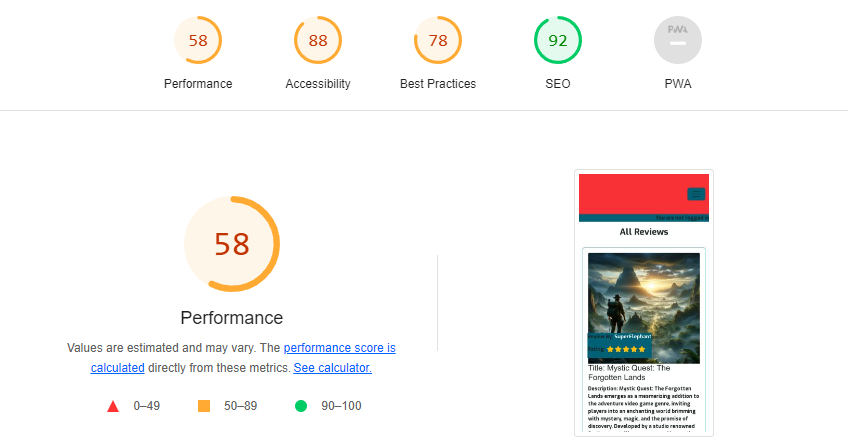 58
88
78
92
PWA
Performance
Accessibility
Best Practices
SEO
PWA
58
Performance
Values are estimated and may vary. The performance score is
calculated directly from these metrics. See calculator.
0–49
50–89
90–100
You are not logged in
All Reviews
SuperElephant
Rating:
Title: Mystic Quest: The
Forgotten Lands
Description: Mystic Quest: The Forgotten
Lands emerges as a mesmerizing addition to
the adventure video game genre, inviting
players into an enchanting world brimming
with mystery, magic, and the promise of
discovery. Developed by a studio renowned